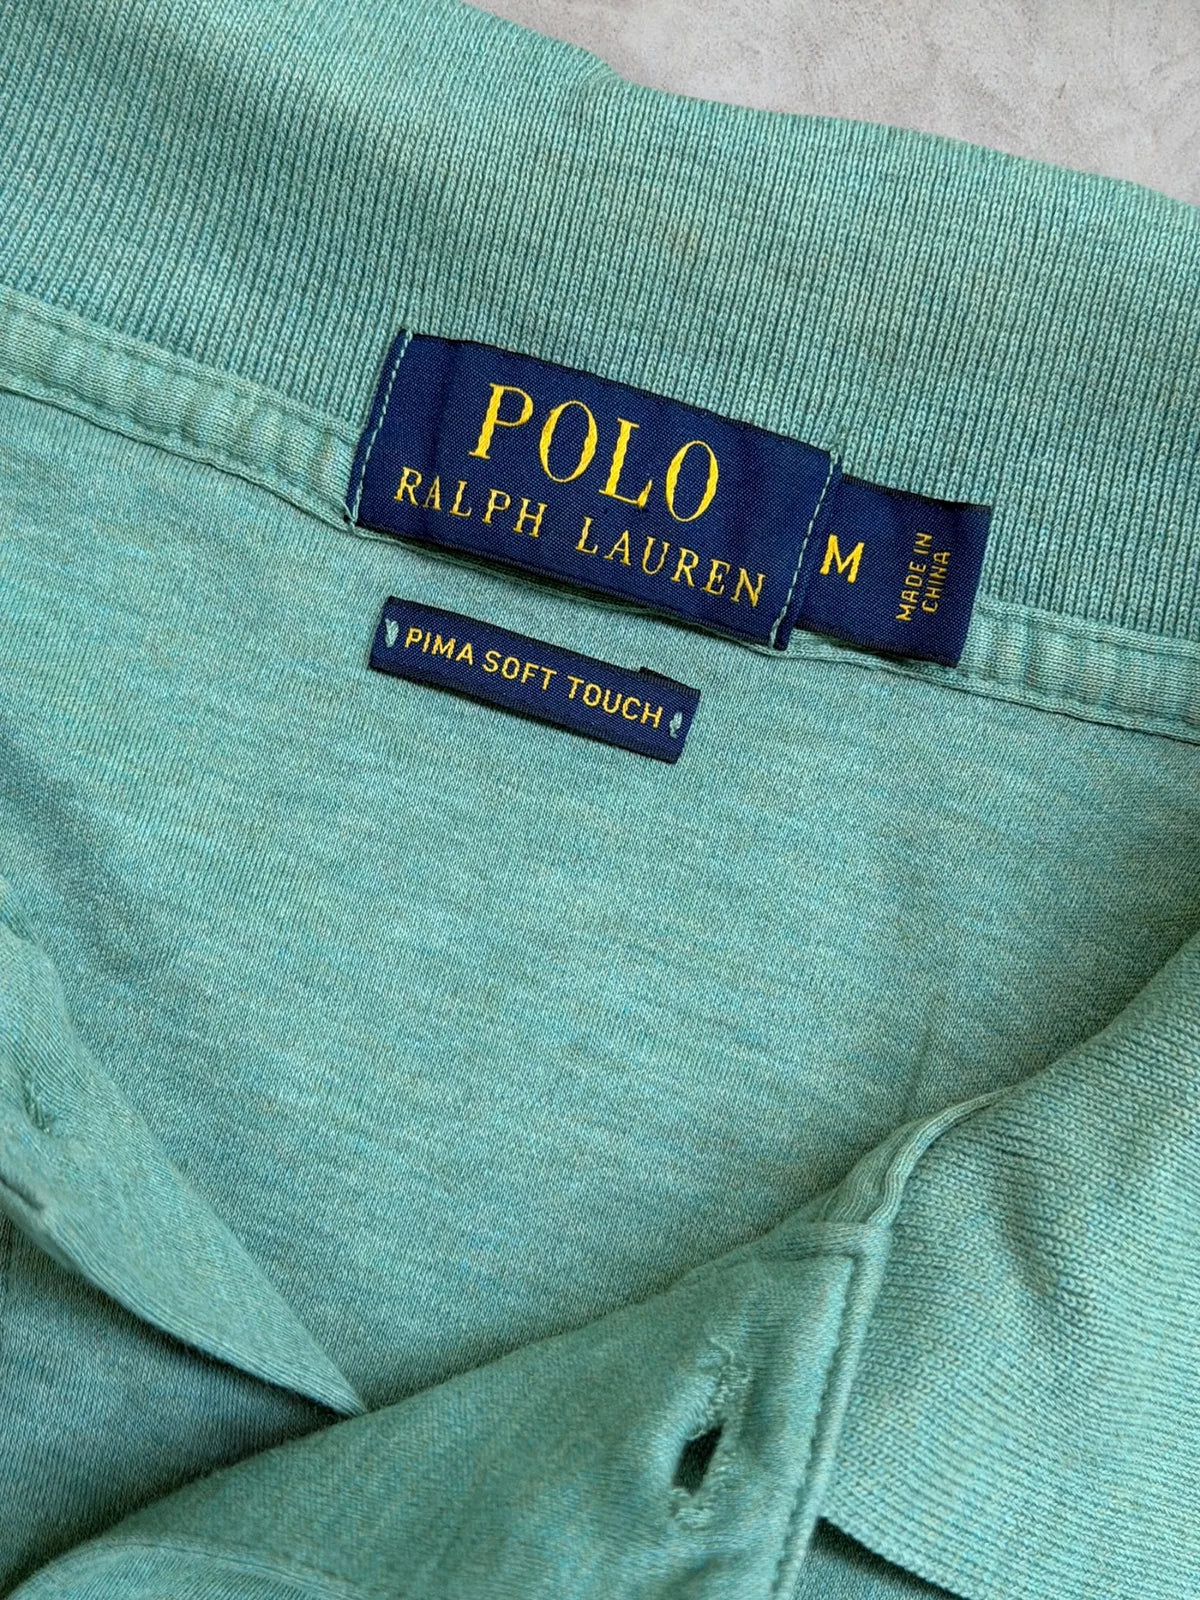 POLO
RALPH LAUREN
M
MADE IN
CHINA
PIMA SOFT TOUCH